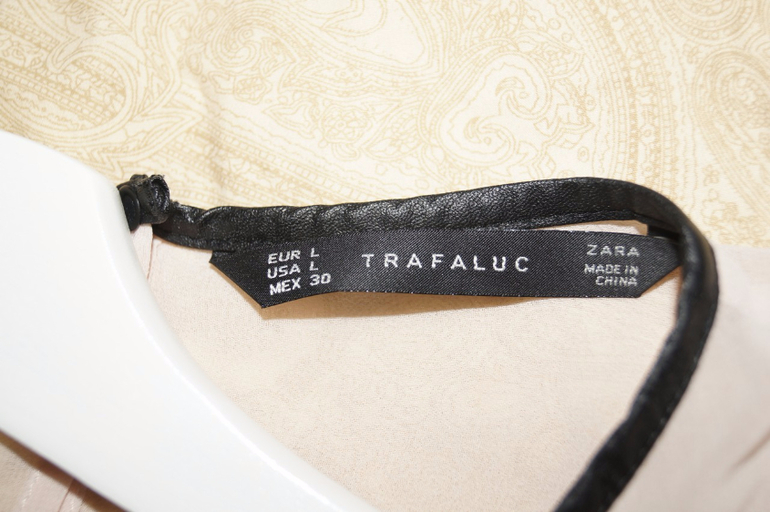 EUR L
USA L
MEX 30
TRAFALUC
ZARA
MADE IN
CHINA